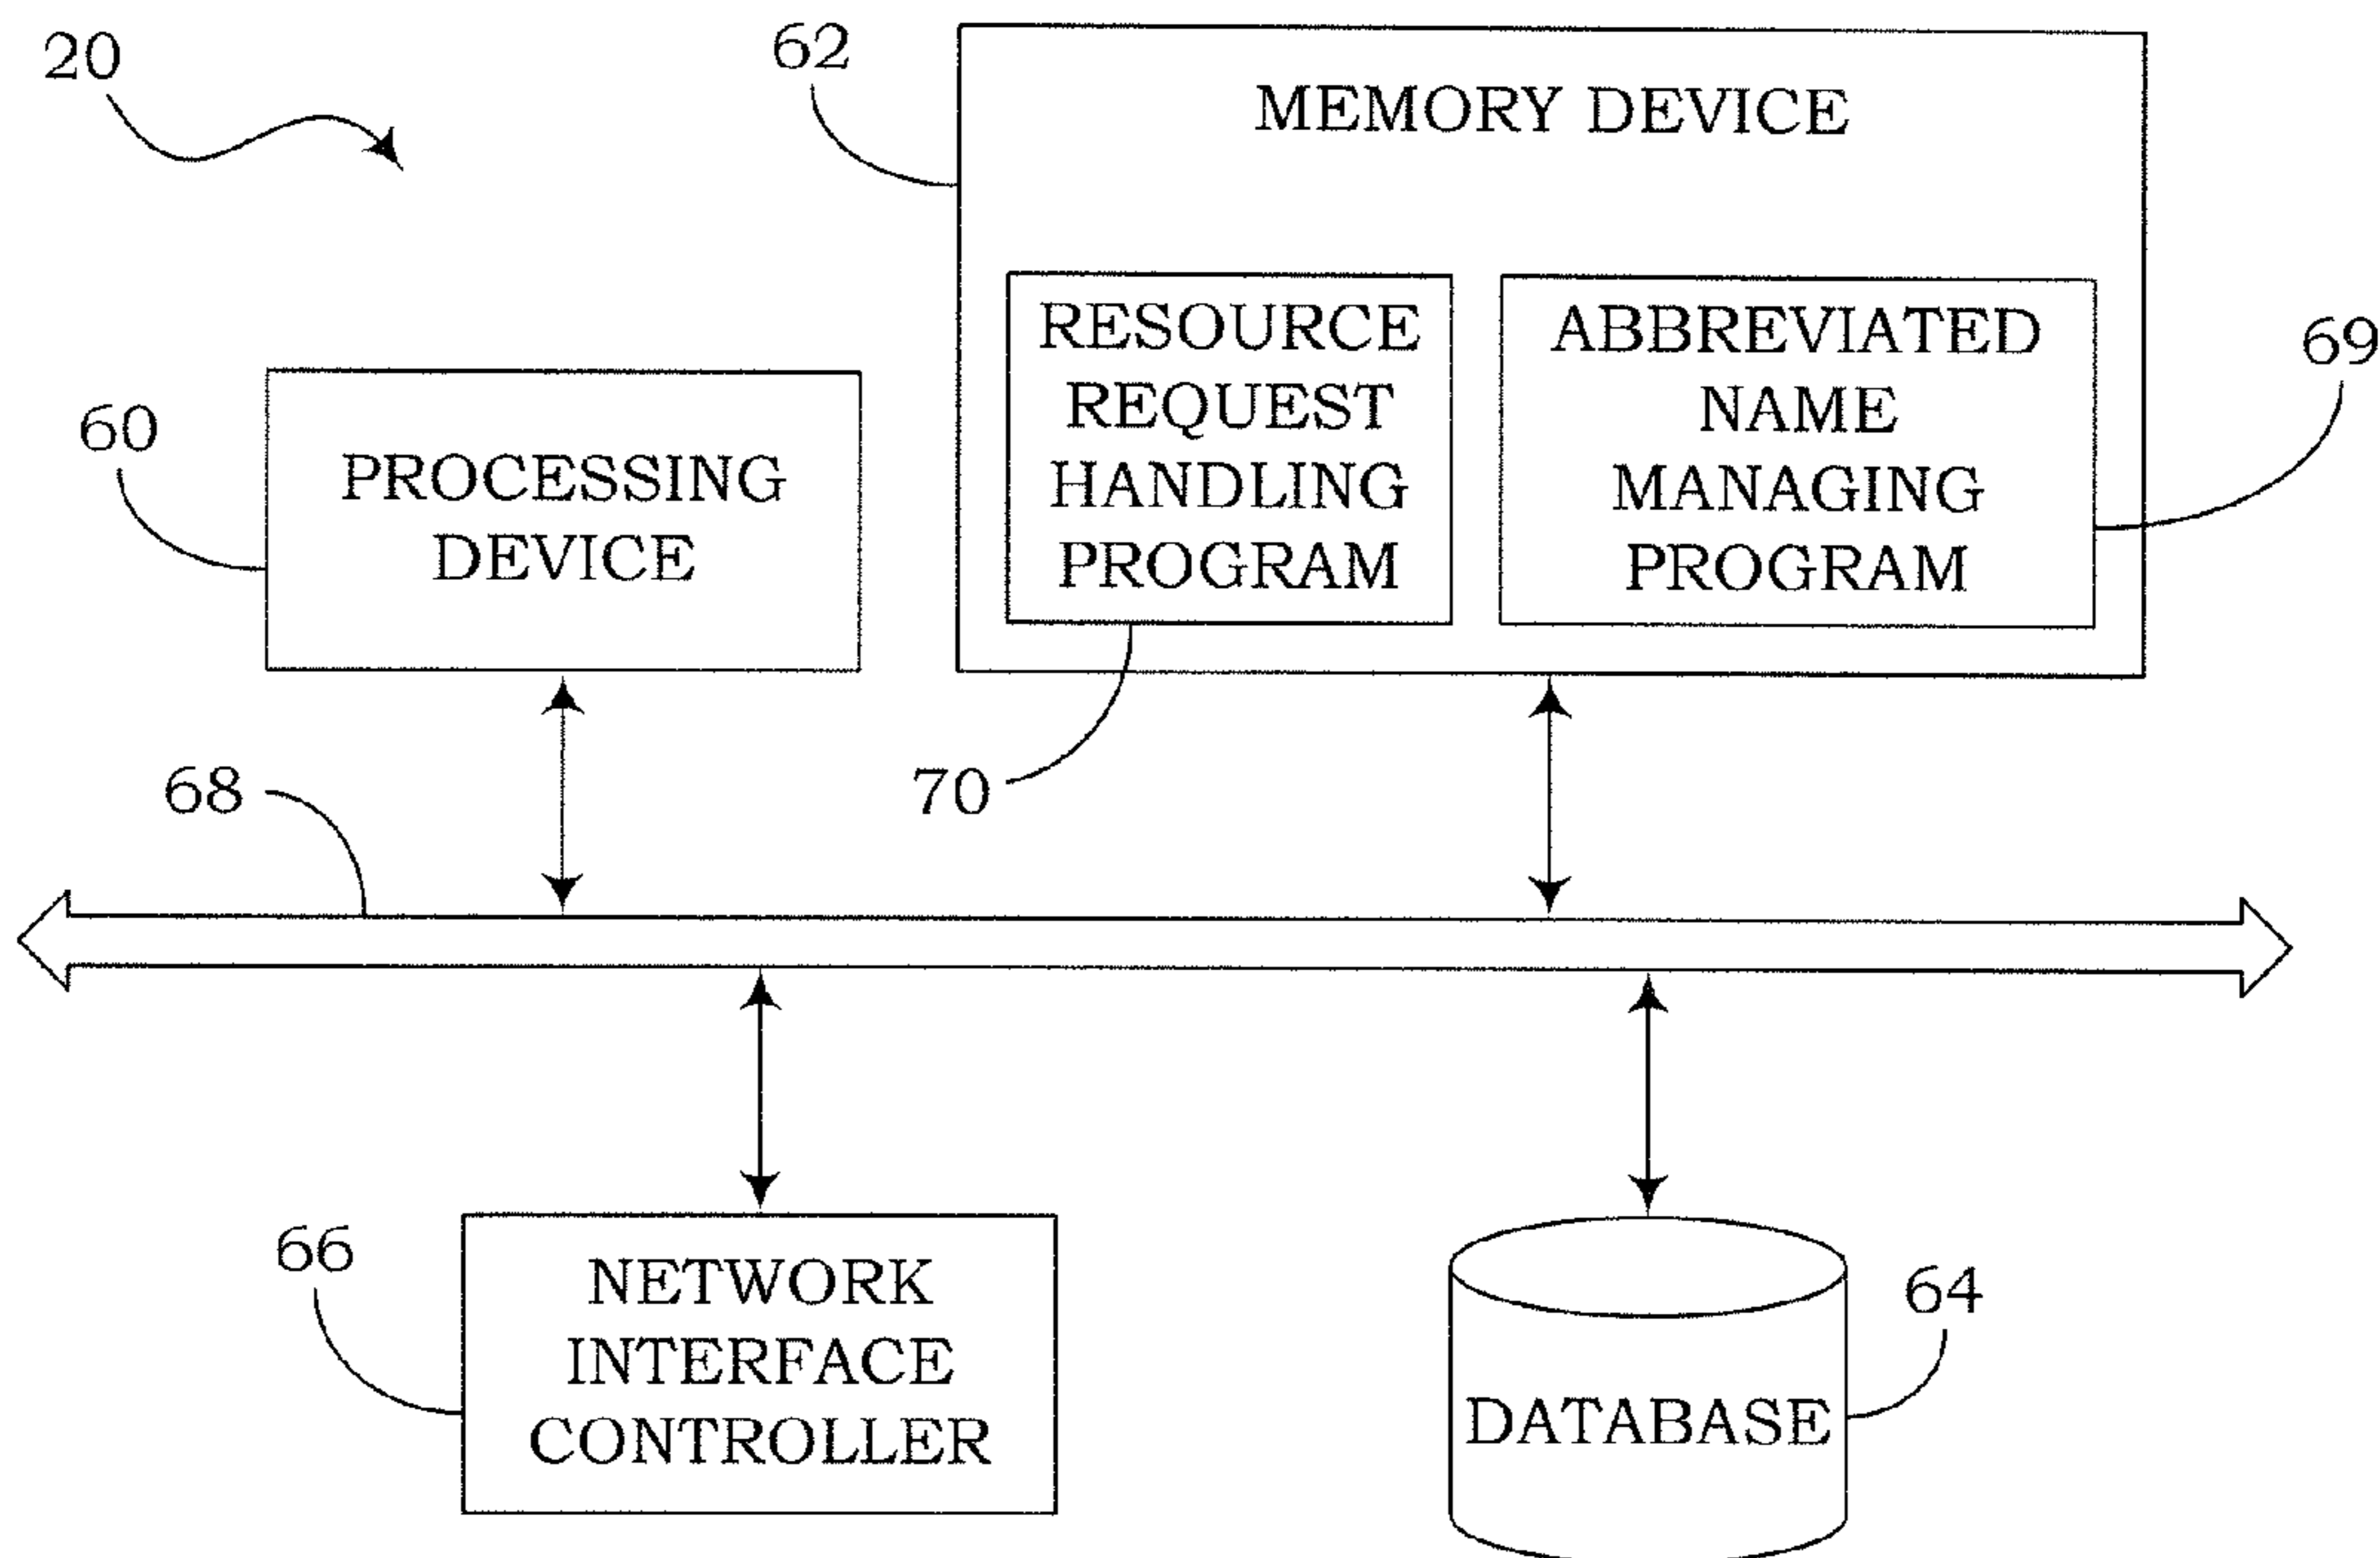 20
62
MEMORY DEVICE
RESOURCE
REQUEST
HANDLING
PROGRAM
ABBREVIATED
NAME
MANAGING
PROGRAM
69
60
PROCESSING
DEVICE
70
68
66
NETWORK
INTERFACE
CONTROLLER
64
DATABASE